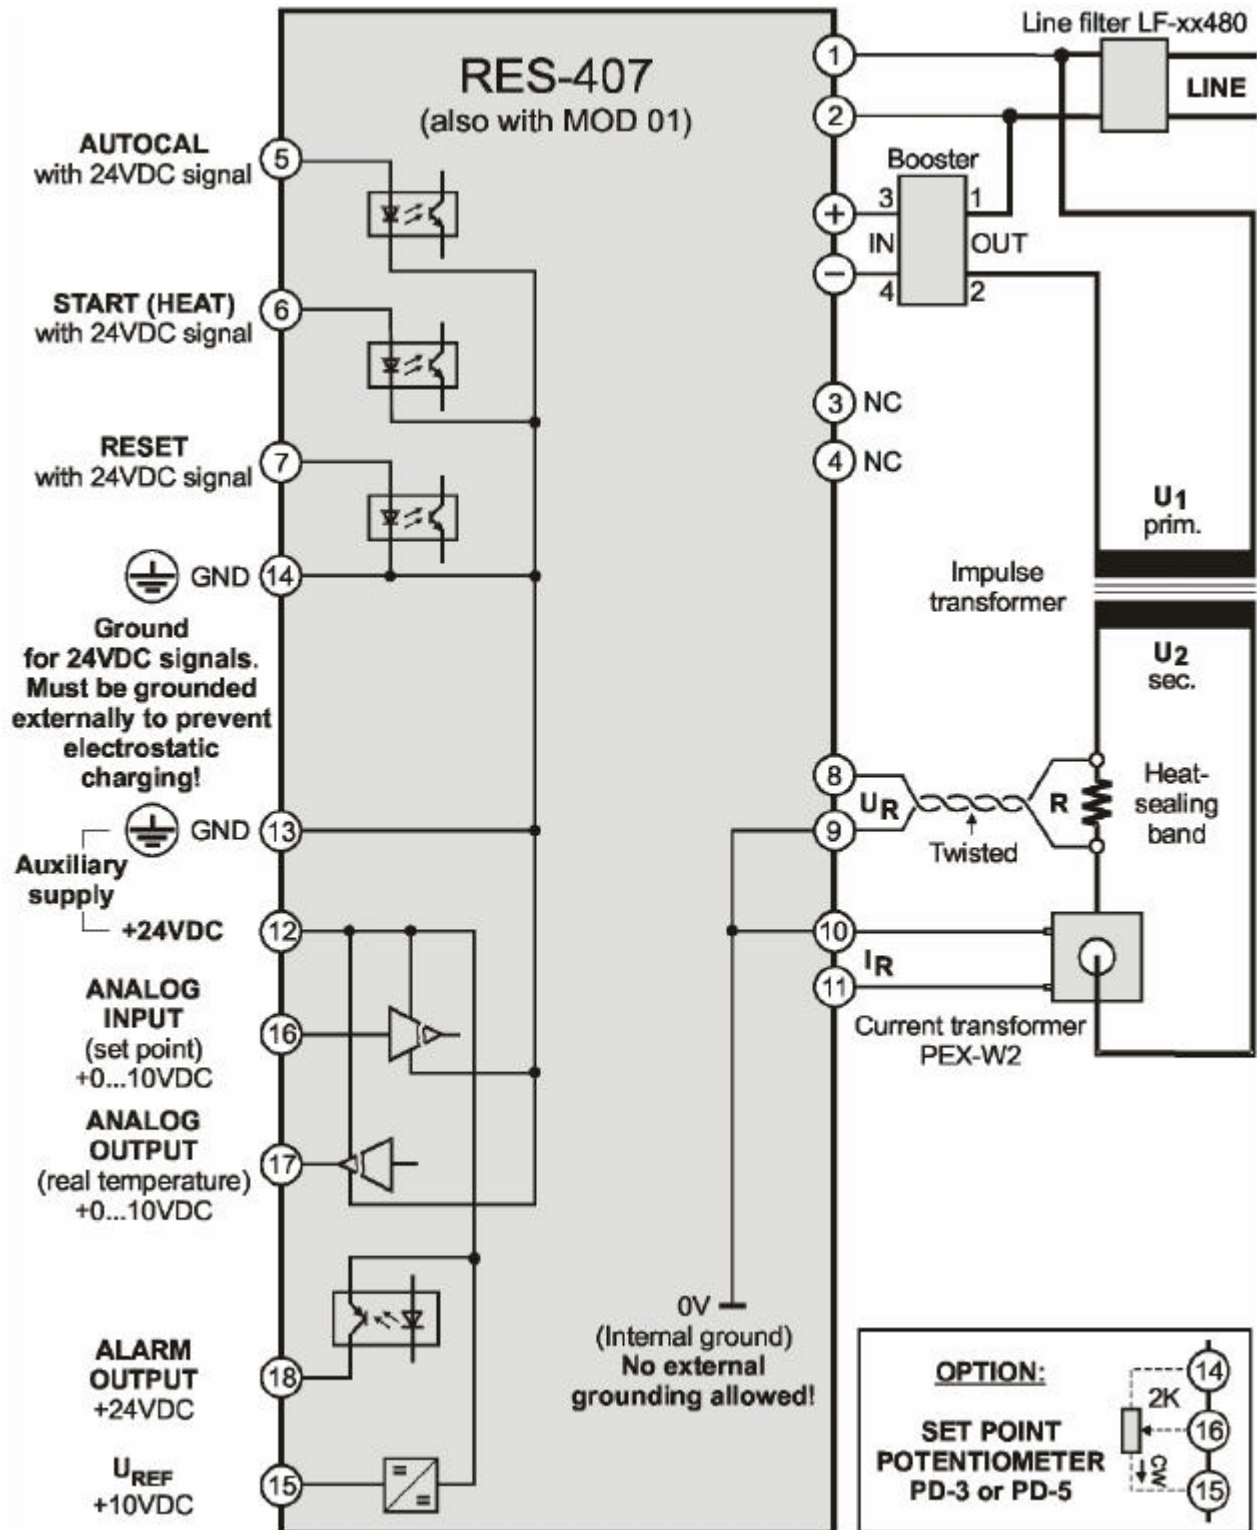 Line filter LF-xx480
LINE
RES-407
(also with MOD 01)
1
2
AUTOCAL
with 24VDC signal
5
Booster
+
3
1
IN
OUT
−
4
2
START (HEAT)
with 24VDC signal
6
3
NC
4
NC
RESET
with 24VDC signal
7
U1
prim.
GND
14
Impulse
transformer
Ground
for 24VDC signals.
Must be grounded
externally to prevent
electrostatic
charging!
U2
sec.
8
UR
9
Twisted
R
Heat-
sealing
band
GND
13
Auxiliary
supply
+24VDC
12
10
IR
11
Current transformer
PEX-W2
ANALOG
INPUT
(set point)
+0...10VDC
16
ANALOG
OUTPUT
(real temperature)
+0...10VDC
17
0V
(Internal ground)
No external
grounding allowed!
ALARM
OUTPUT
+24VDC
18
UREF
+10VDC
15
=
=
OPTION:
SET POINT
POTENTIOMETER
PD-3 or PD-5
2K
CW
14
16
15